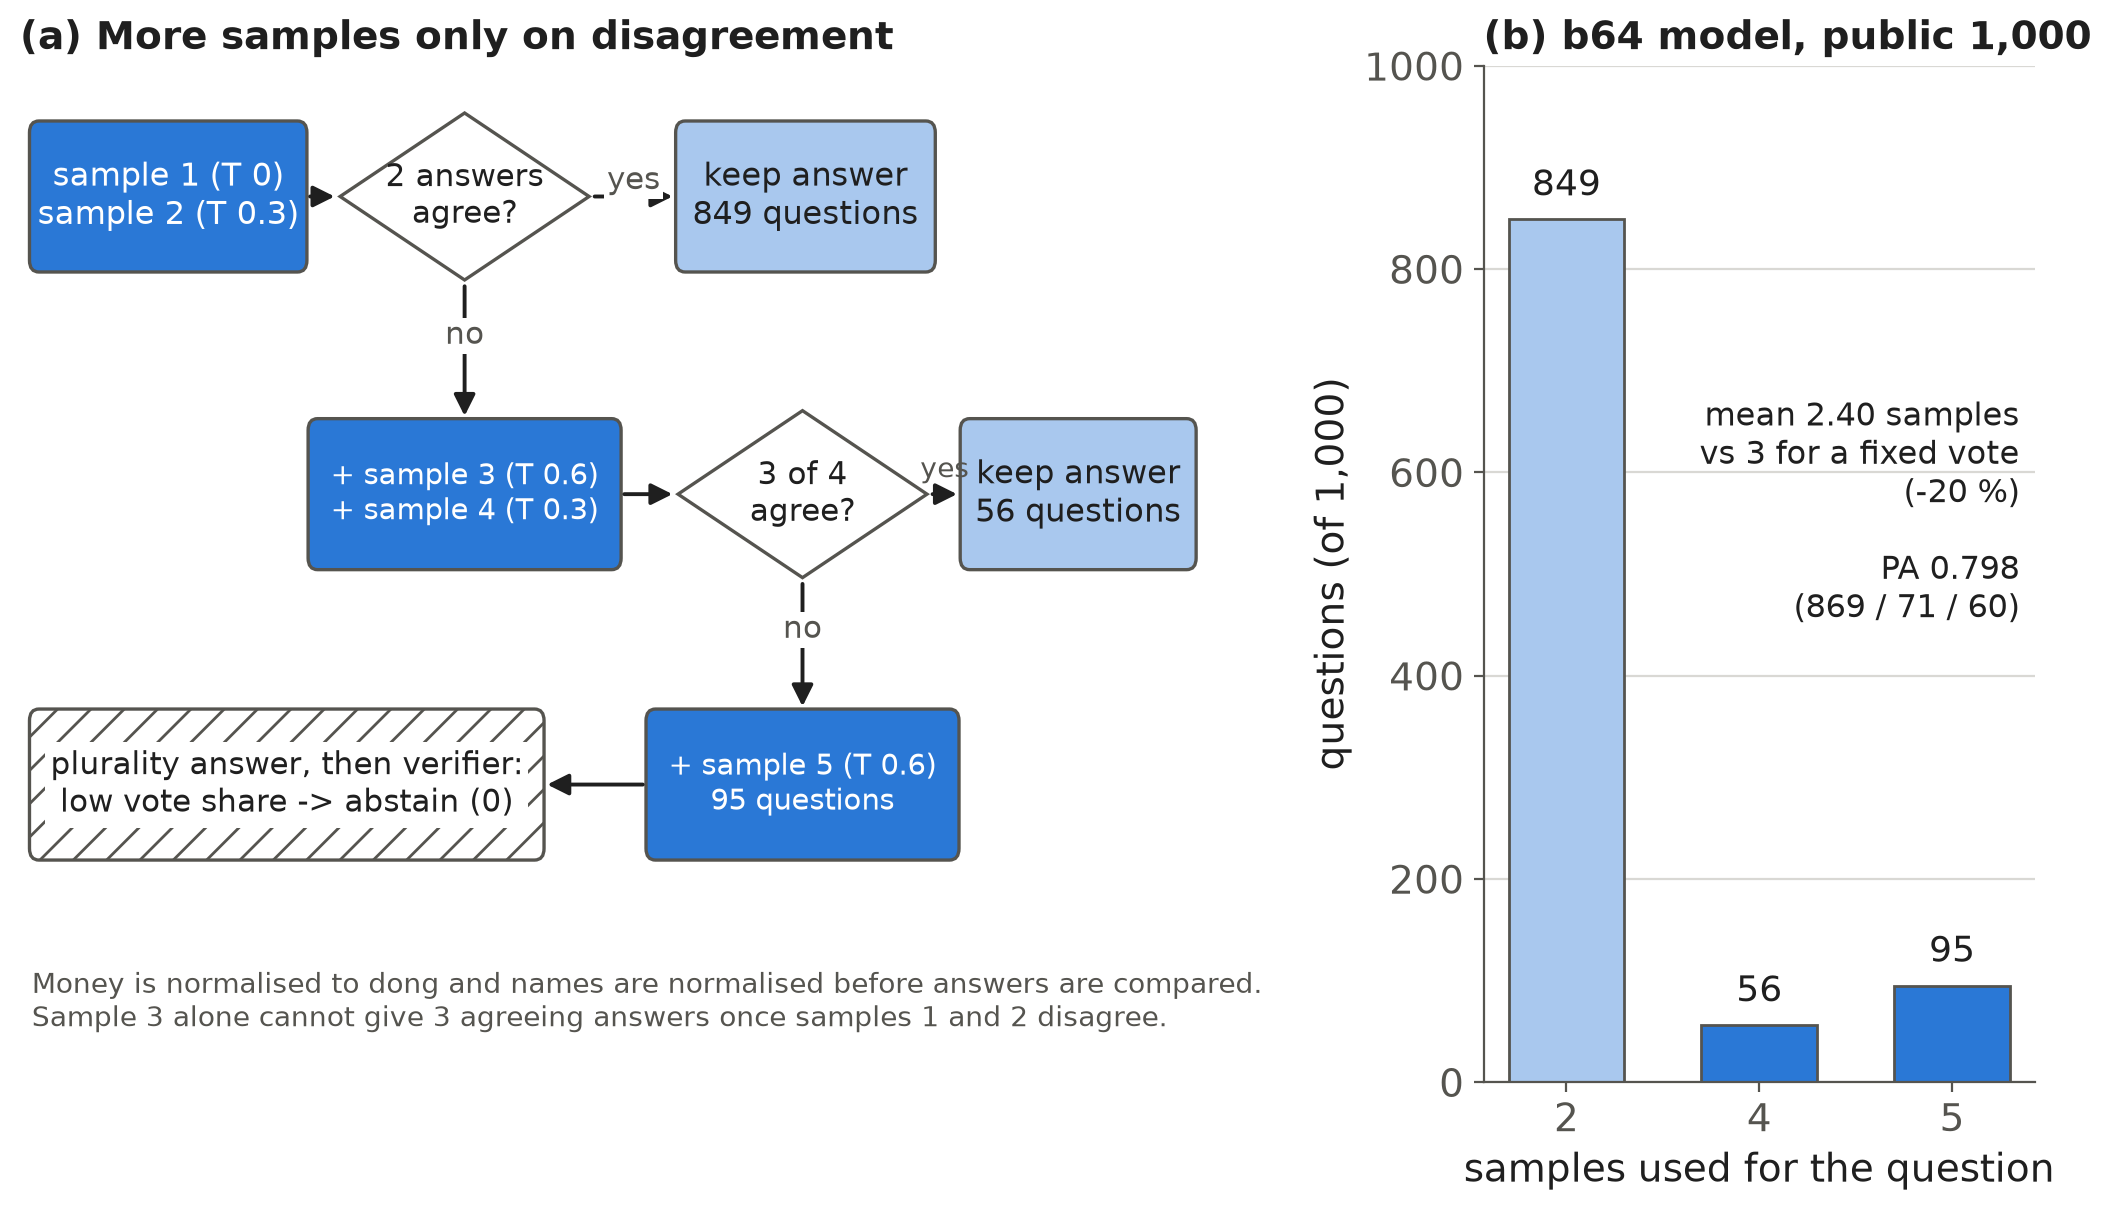 (a) More samples only on disagreement
sample 1 (T 0)
sample 2 (T 0.3)
2 answers
agree?
yes
keep answer
849 questions
no
+ sample 3 (T 0.6)
+ sample 4 (T 0.3)
3 of 4
agree?
yes
keep answer
56 questions
no
+ sample 5 (T 0.6)
95 questions
plurality answer, then verifier:
low vote share -> abstain (0)
Money is normalised to dong and names are normalised before answers are compared.
Sample 3 alone cannot give 3 agreeing answers once samples 1 and 2 disagree.
(b) b64 model, public 1,000
questions (of 1,000)
1000
800
600
400
200
0
849
56
95
mean 2.40 samples
vs 3 for a fixed vote
(-20 %)
PA 0.798
(869 / 71 / 60)
2
4
5
samples used for the question